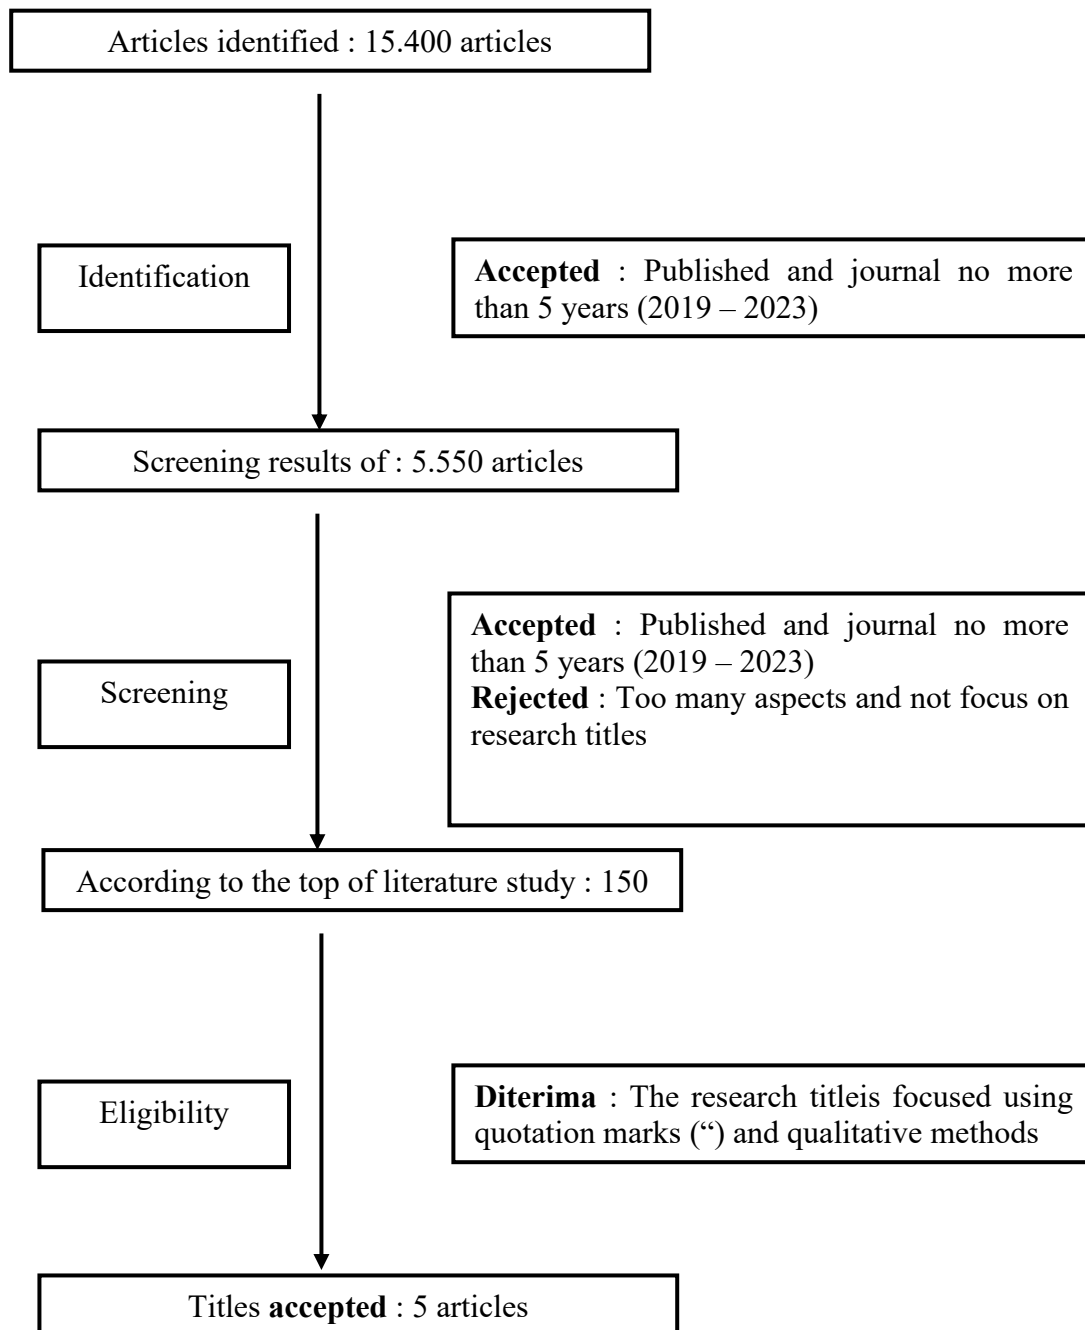 Articles identified : 15.400 articles
Identification
Accepted : Published and journal no more
than 5 years (2019 – 2023)
Screening results of : 5.550 articles
Screening
Accepted : Published and journal no more
than 5 years (2019 – 2023)
Rejected : Too many aspects and not focus on
research titles
According to the top of literature study : 150
Eligibility
Diterima : The research titleis focused using
quotation marks (“) and qualitative methods
Titles accepted : 5 articles